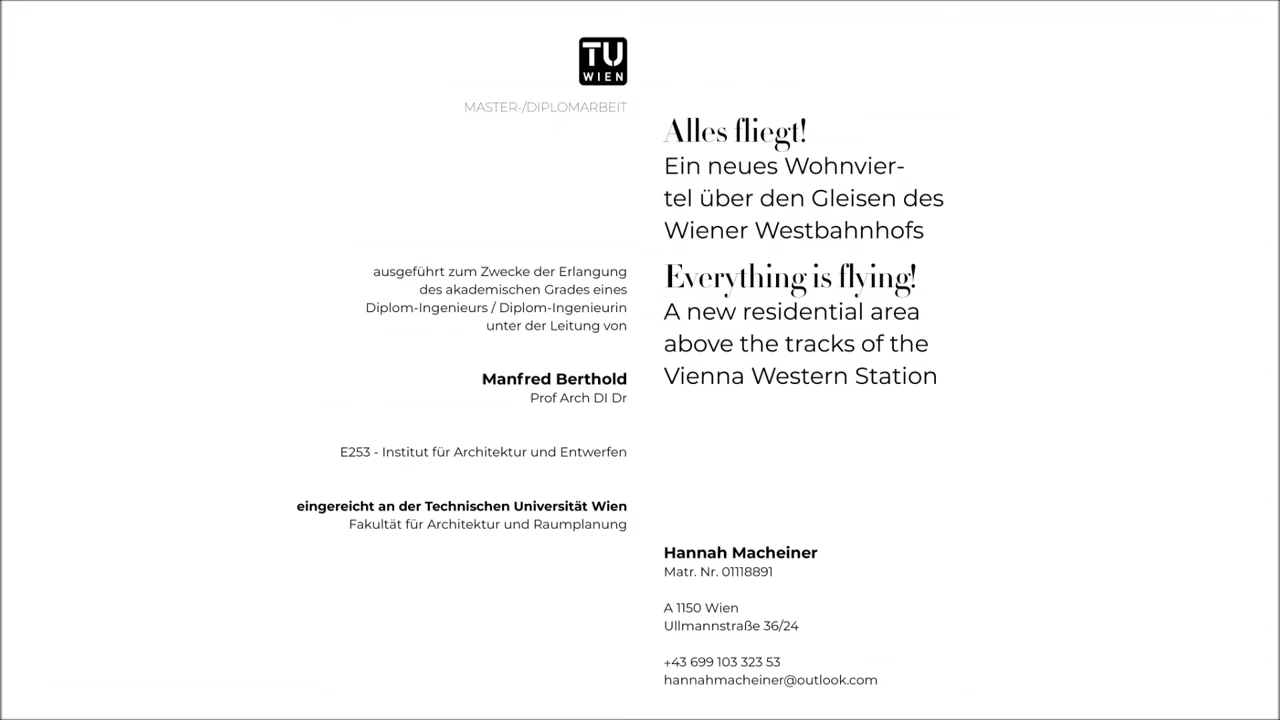 TU
WIEN
MASTER-/DIPLOMARBEIT
Alles fliegt!
Ein neues Wohnvier-
tel über den Gleisen des
Wiener Westbahnhofs
Everything is flying!
A new residential area
above the tracks of the
Vienna Western Station
ausgeführt zum Zwecke der Erlangung
des akademischen Grades eines
Diplom-Ingenieurs / Diplom-Ingenieurin
unter der Leitung von
Manfred Berthold
Prof Arch DI Dr
E253 - Institut für Architektur und Entwerfen
eingereicht an der Technischen Universität Wien
Fakultät für Architektur und Raumplanung
Hannah Macheiner
Matr. Nr. 01118891
A 1150 Wien
Ullmannstraße 36/24
+43 699 103 323 53
hannahmacheiner@outlook.com